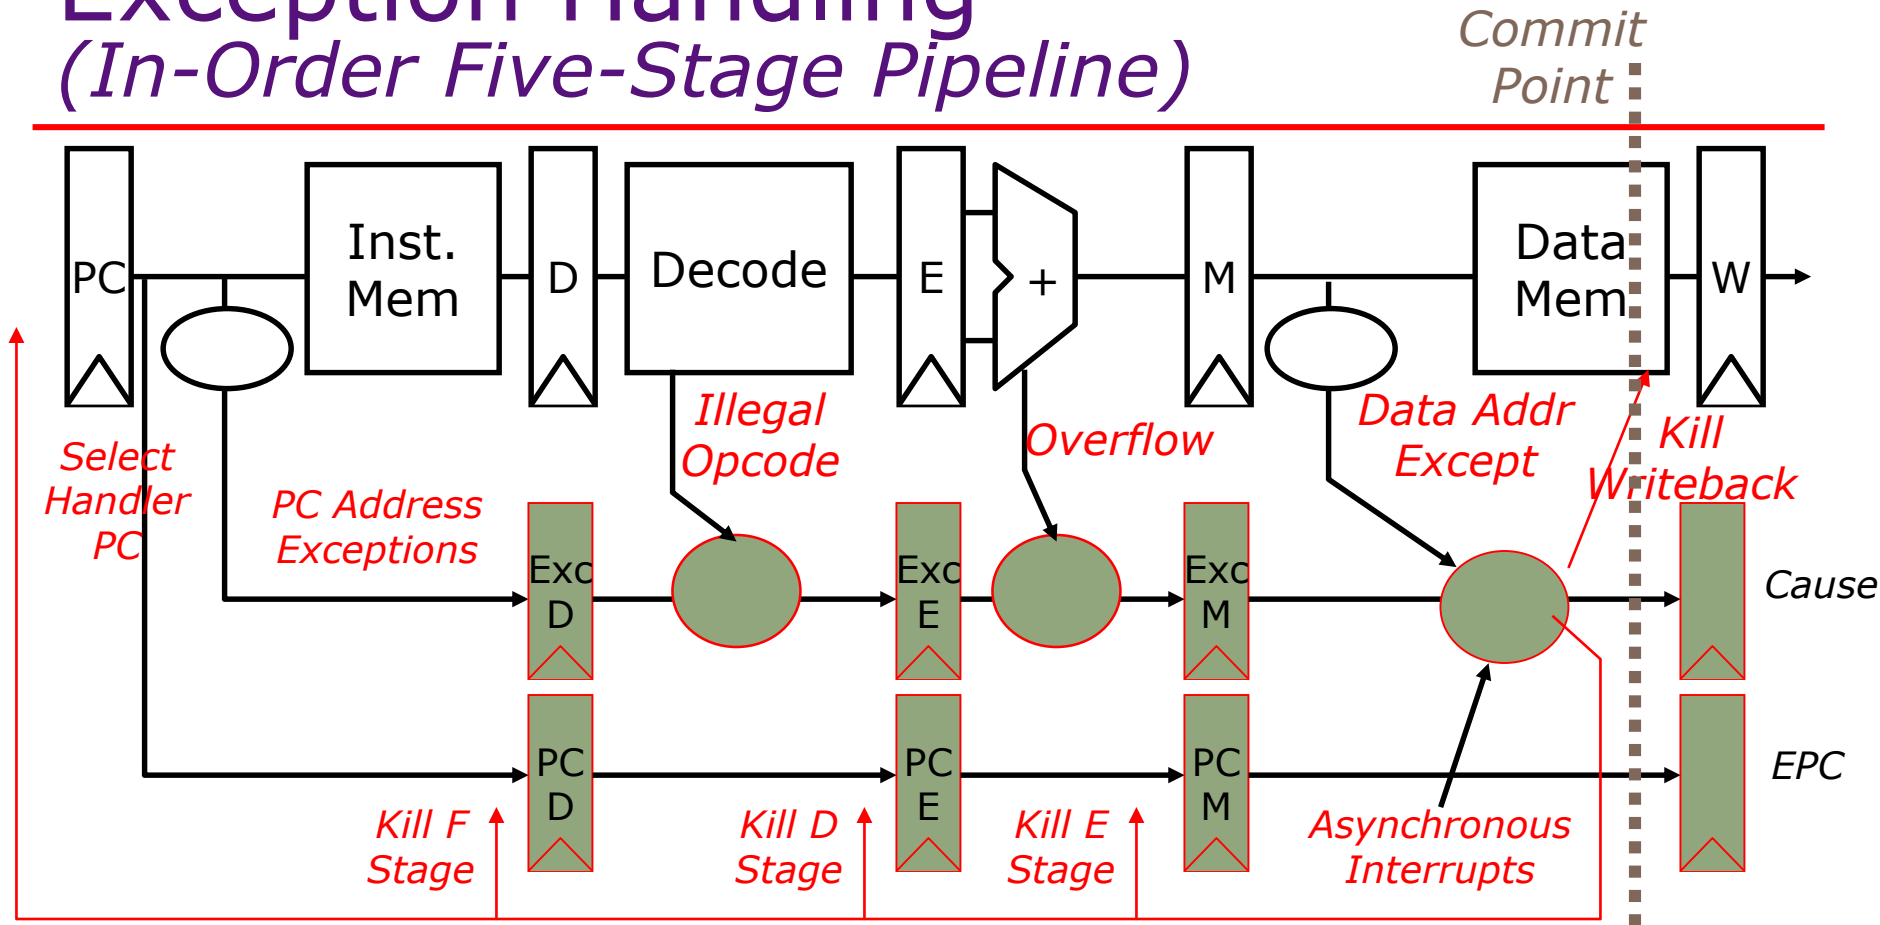 Exception Handling
(In-Order Five-Stage Pipeline)
Commit
Point
PC
Inst.
Mem
D
Decode
E
+
M
Data
Mem
W
Select
Handler
PC
PC Address
Exceptions
Illegal
Opcode
Overflow
Data Addr
Except
Kill
Writeback
Exc
D
Exc
E
Exc
M
Cause
PC
D
PC
E
PC
M
EPC
Kill F
Stage
Kill D
Stage
Kill E
Stage
Asynchronous
Interrupts